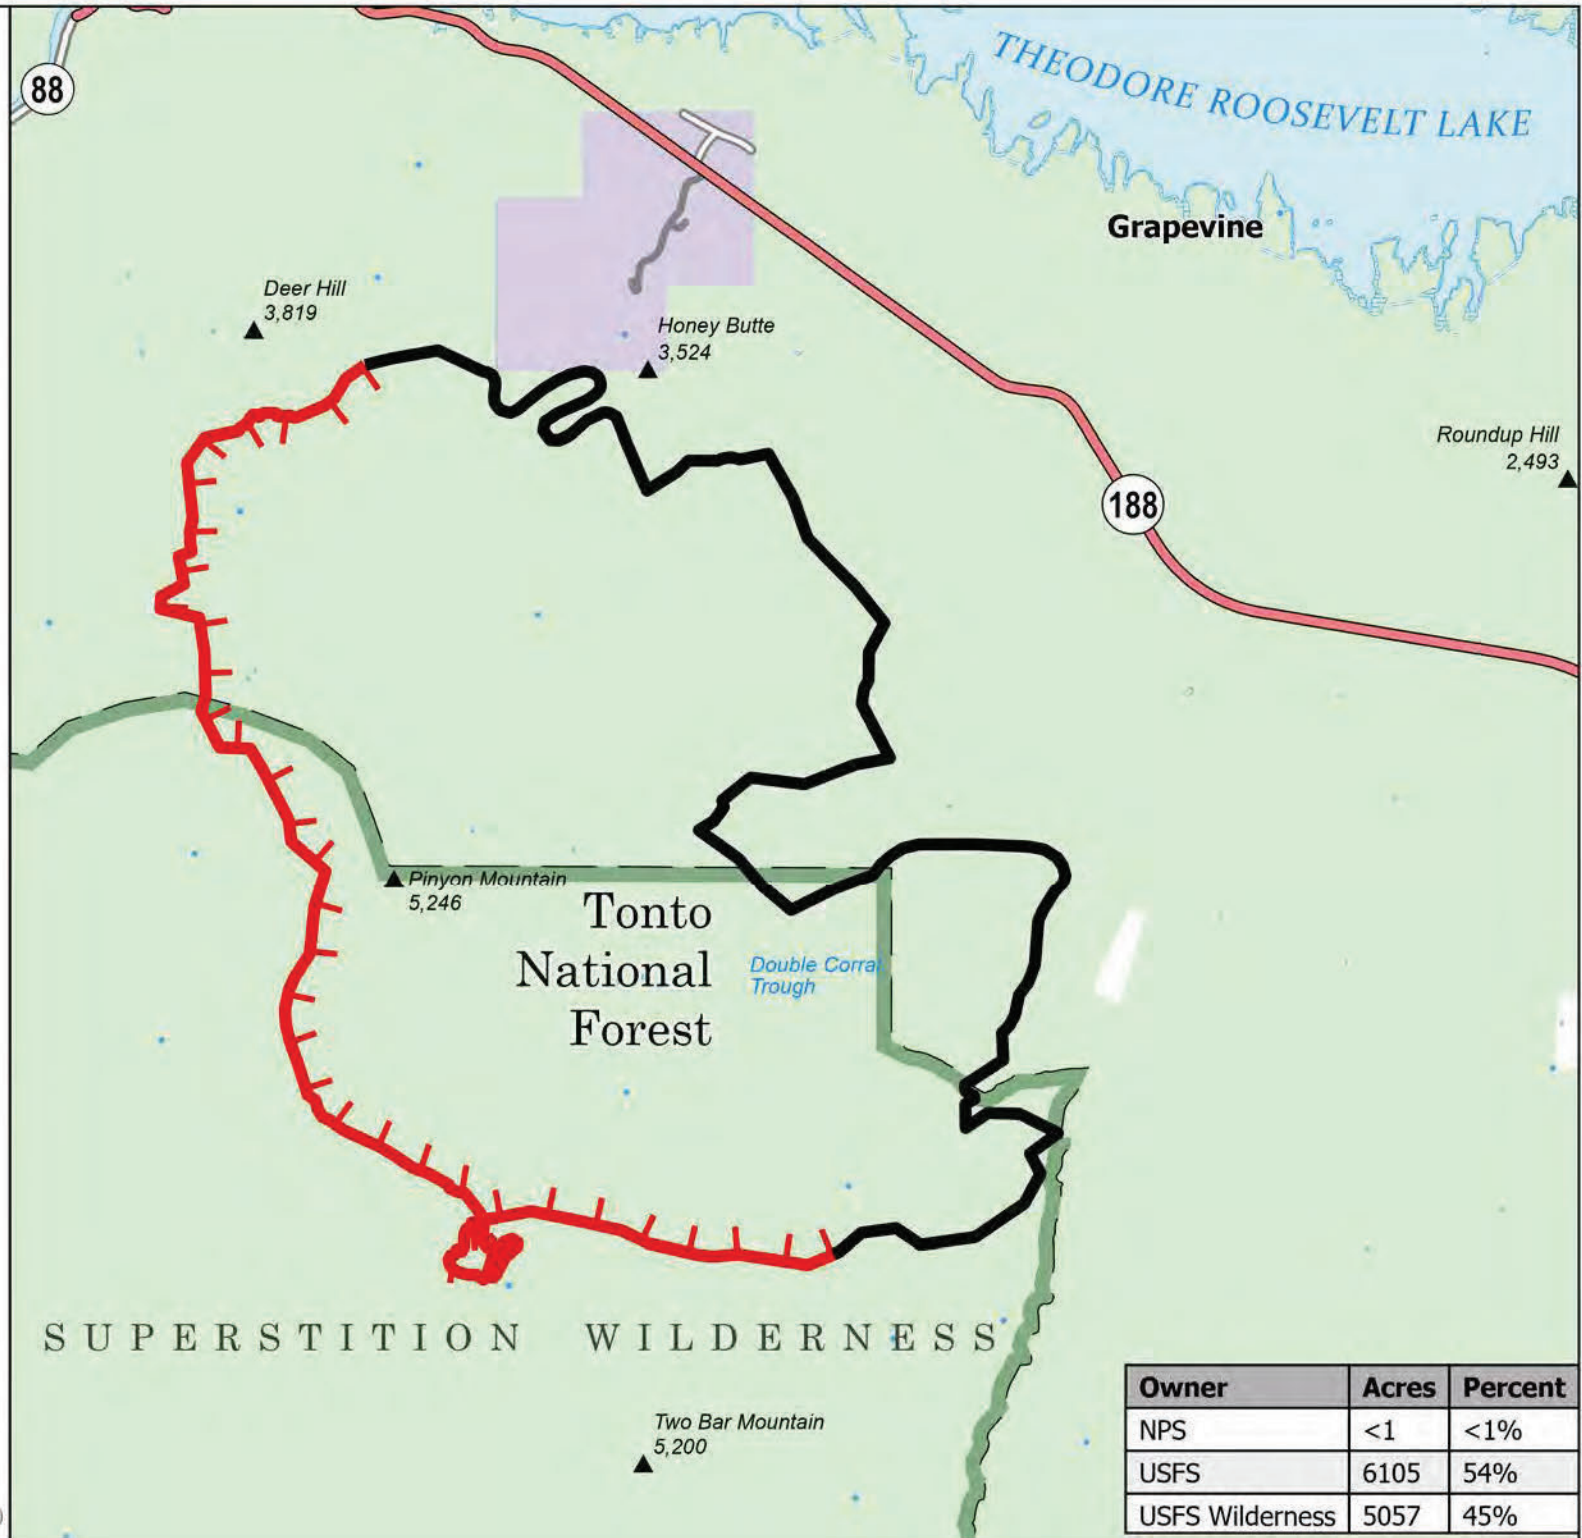 88
THEODORE ROOSEVELT LAKE
Grapevine
Deer Hill
3,819
Honey Butte
3,524
Roundup Hill
2,493
188
Pinyon Mountain
5,246
Tonto
National
Forest
Double Corral
Trough
SUPERSTITION WILDERNESS
Two Bar Mountain
5,200
Owner Acres Percent
NPS <1 <1%
USFS 6105 54%
USFS Wilderness 5057 45%